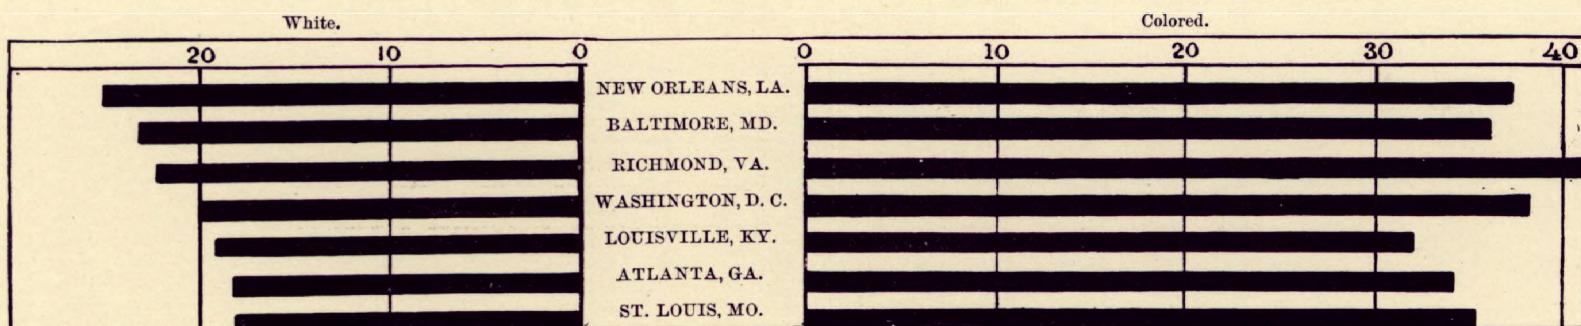 White. Colored.
20 10 0 0 10 20 30 40
NEW ORLEANS, LA.
BALTIMORE, MD.
RICHMOND, VA.
WASHINGTON, D. C.
LOUISVILLE, KY.
ATLANTA, GA.
ST. LOUIS, MO.